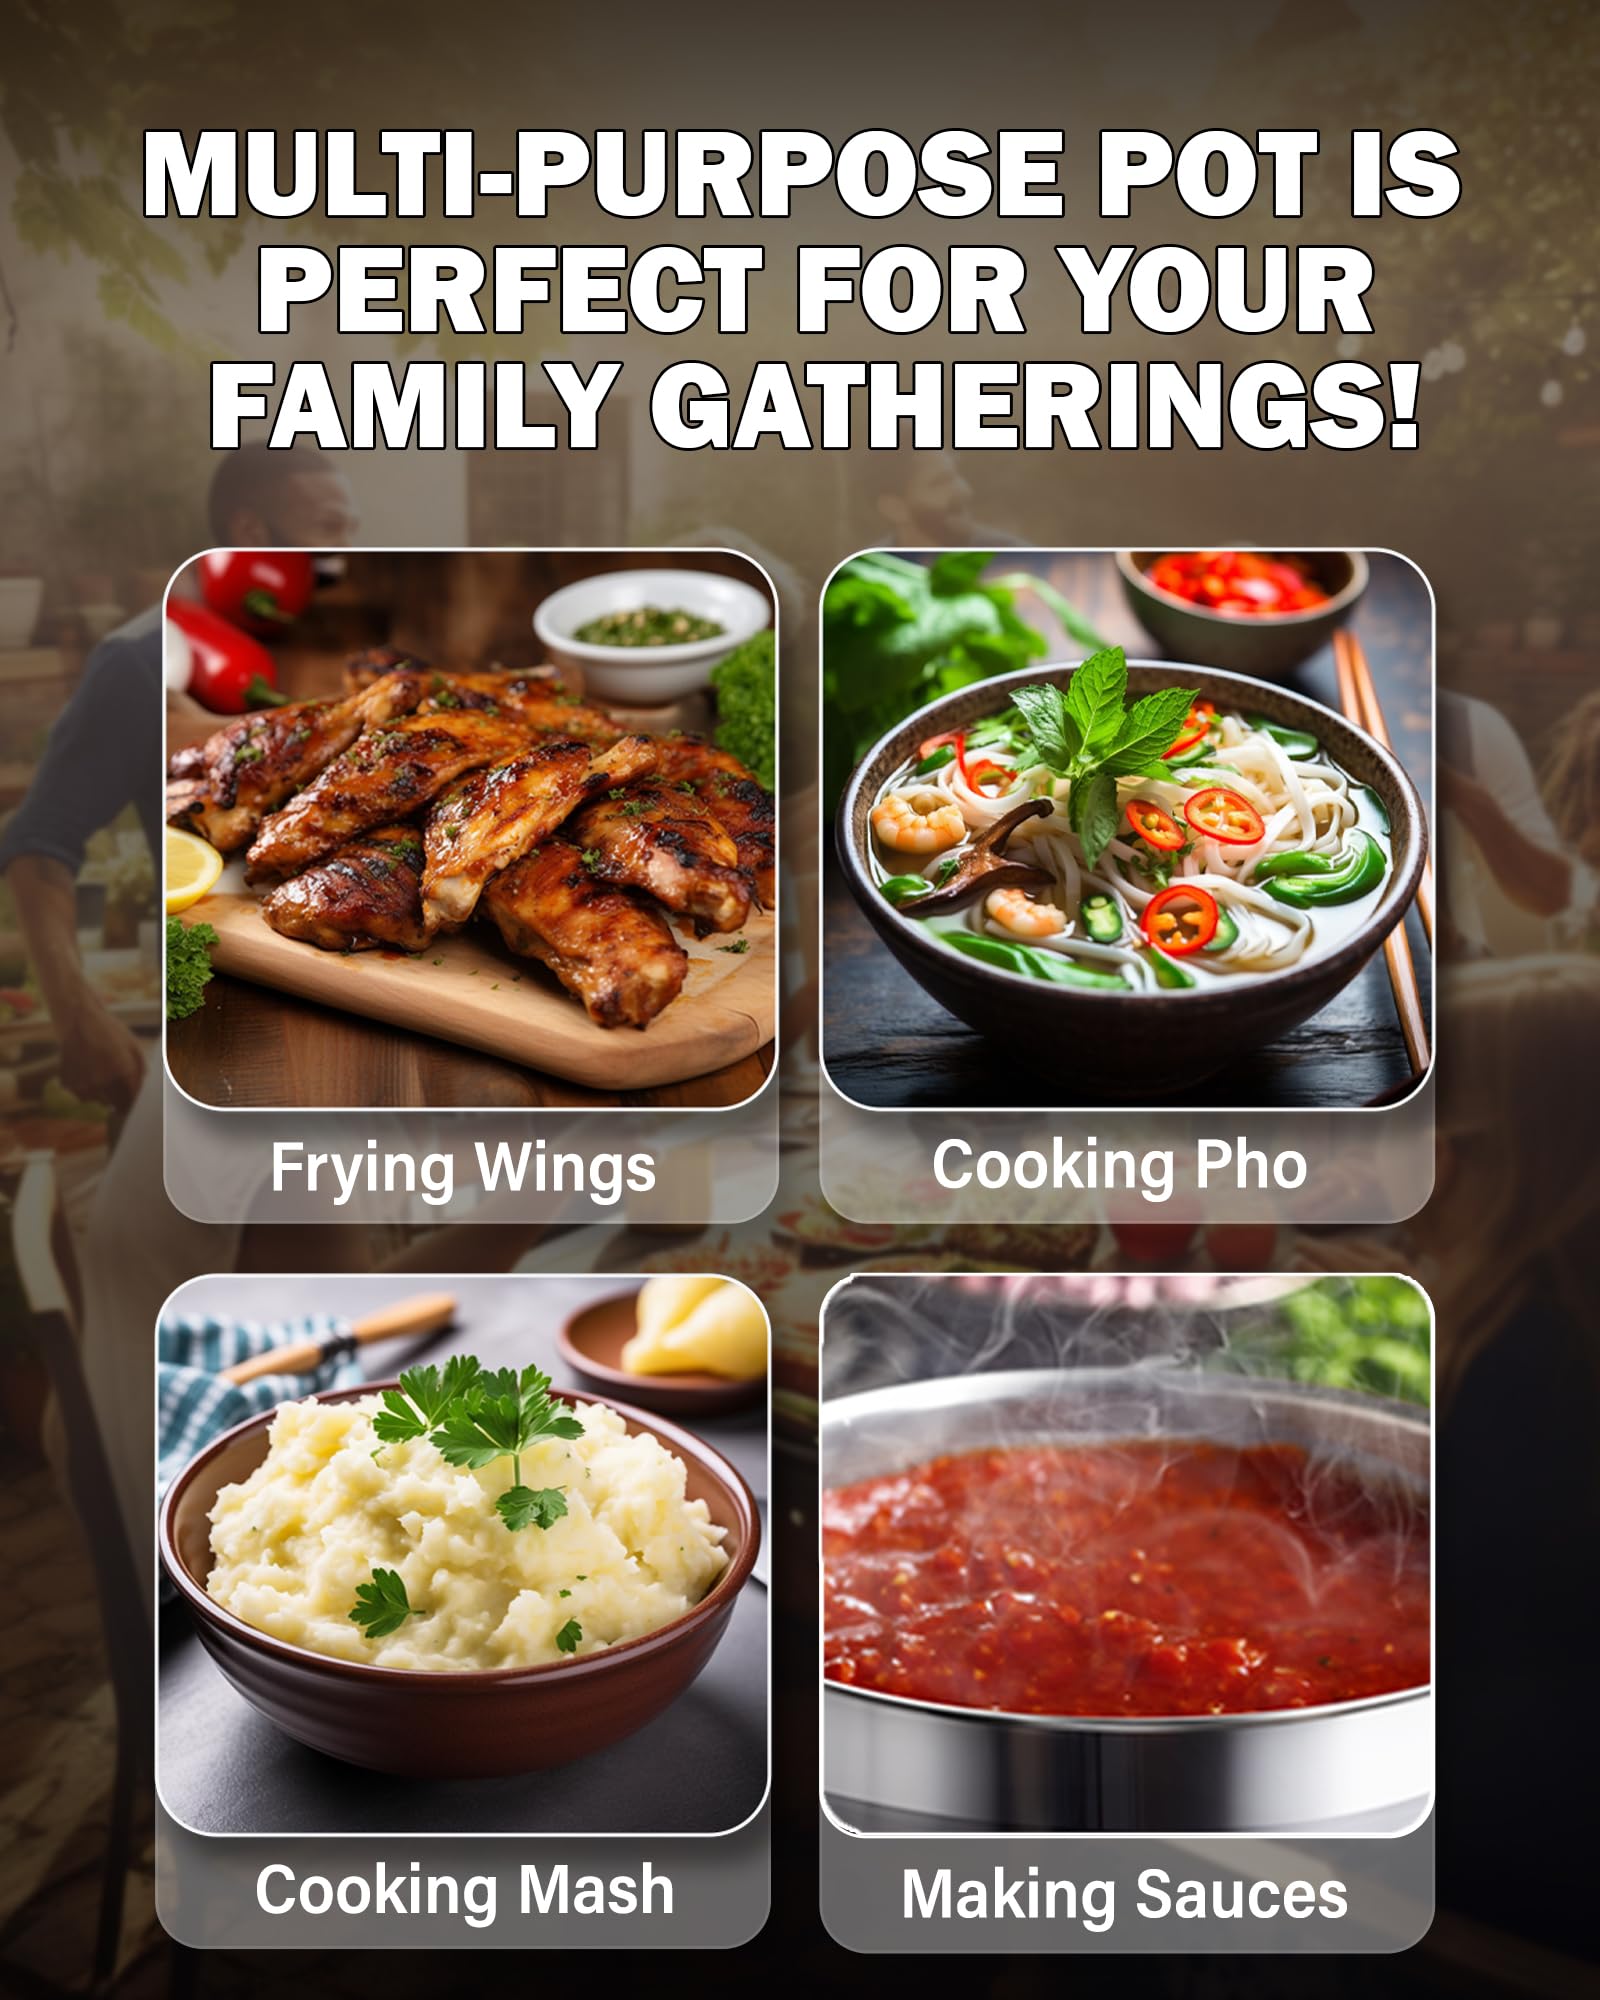 MULTI-PURPOSE POT IS
PERFECT FOR YOUR
FAMILY GATHERINGS!
Frying Wings
Cooking Pho
Cooking Mash
Making Sauces